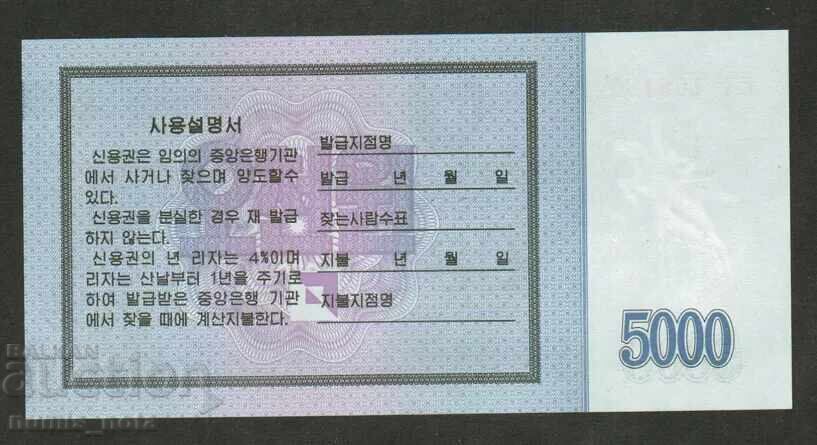 사용설명서
신용권은 임의의 중앙은행기관
에서 사거나 찾으며 양도할수
있다.
신용권을 분실한 경우 재 발급
하지 않는다.
신용권의 년 리자는 4%이며
리자는 산날부터 1년을 주기로
하여 발급받은 중앙은행 기관
에서 찾을 때에 계산지불한다.
발급지점명
발급 년 월 일
찾는사람수표
지불 년 월 일
지불지점명
5000
BALKAN
auction
numis_nota